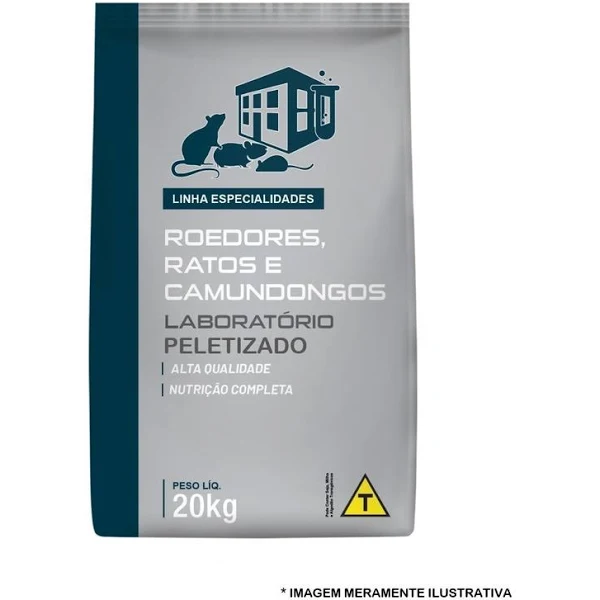 LINHA ESPECIALIDADES
ROEDORES,
RATOS E
CAMUNDONGOS
LABORATÓRIO
PELETIZADO
ALTA QUALIDADE
NUTRIÇÃO COMPLETA
PESO LÍQ.
20kg
T
* IMAGEM MERAMENTE ILUSTRATIVA